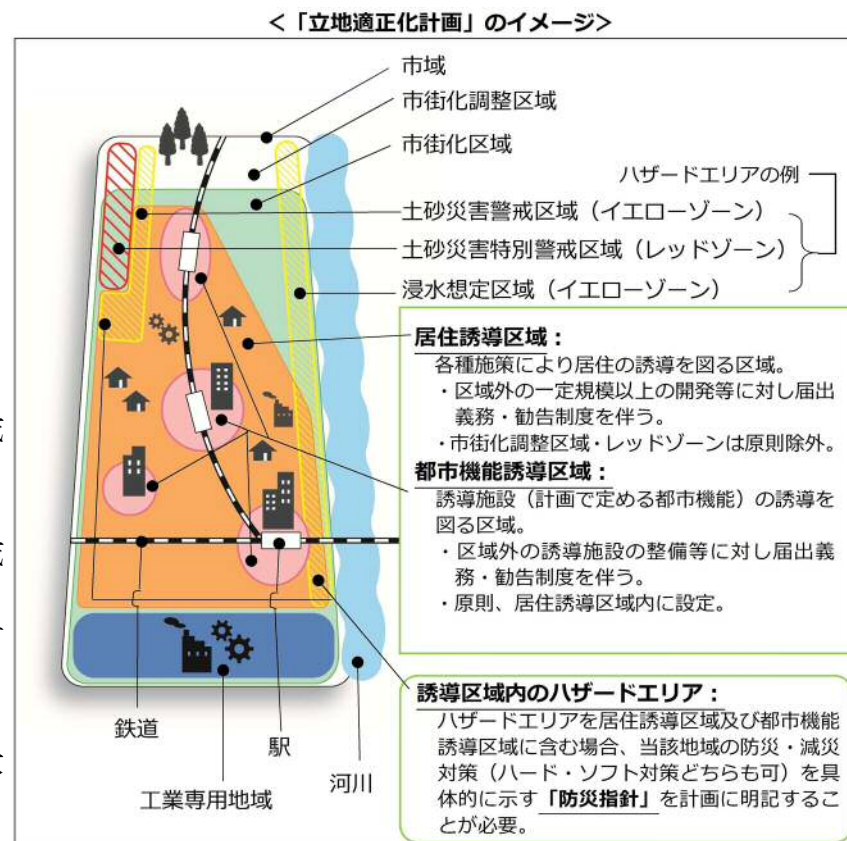 ＜「立地適正化計画」のイメージ＞
市域
市街化調整区域
市街化区域
ハザードエリアの例
土砂災害警戒区域（イエローゾーン）
土砂災害特別警戒区域（レッドゾーン）
浸水想定区域（イエローゾーン）
居住誘導区域：
各種施策により居住の誘導を図る区域。
・区域外の一定規模以上の開発等に対し届出
義務・勧告制度を伴う。
・市街化調整区域・レッドゾーンは原則除外。
都市機能誘導区域：
誘導施設（計画で定める都市機能）の誘導を
図る区域。
・区域外の誘導施設の整備等に対し届出義
務・勧告制度を伴う。
・原則、居住誘導区域内に設定。
誘導区域内のハザードエリア：
ハザードエリアを居住誘導区域及び都市機能
誘導区域に含む場合、当該地域の防災・減災
対策（ハード・ソフト対策どちらも可）を具
体的に示す「防災指針」を計画に明記するこ
とが必要。
鉄道
駅
河川
工業専用地域